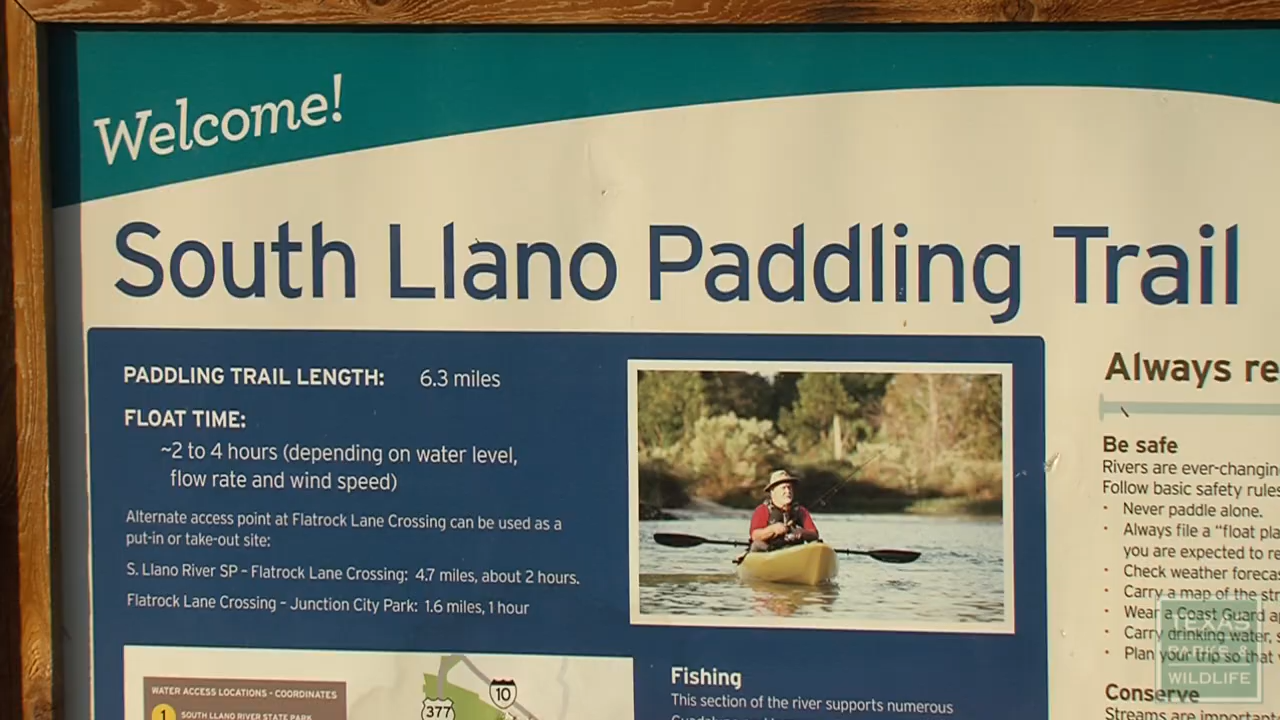 Welcome!
South Llano Paddling Trail
PADDLING TRAIL LENGTH: 6.3 miles
FLOAT TIME:
~2 to 4 hours (depending on water level,
flow rate and wind speed)
Alternate access point at Flatrock Lane Crossing can be used as a
put-in or take-out site:
S. Llano River SP – Flatrock Lane Crossing: 4.7 miles, about 2 hours.
Flatrock Lane Crossing – Junction City Park: 1.6 miles, 1 hour
WATER ACCESS LOCATIONS - COORDINATES
1 SOUTH LLANO RIVER STATE PARK
377
10
Fishing
This section of the river supports numerous
Always re
Be safe
Rivers are ever-changin
Follow basic safety rules
• Never paddle alone.
• Always file a “float pla
you are expected to re
• Check weather foreca
• Carry a map of the str
• Wear a Coast Guard a
• Carry drinking water, s
• Plan your trip so that
Conserve
Streams are important
TEXAS
PARKS &
WILDLIFE